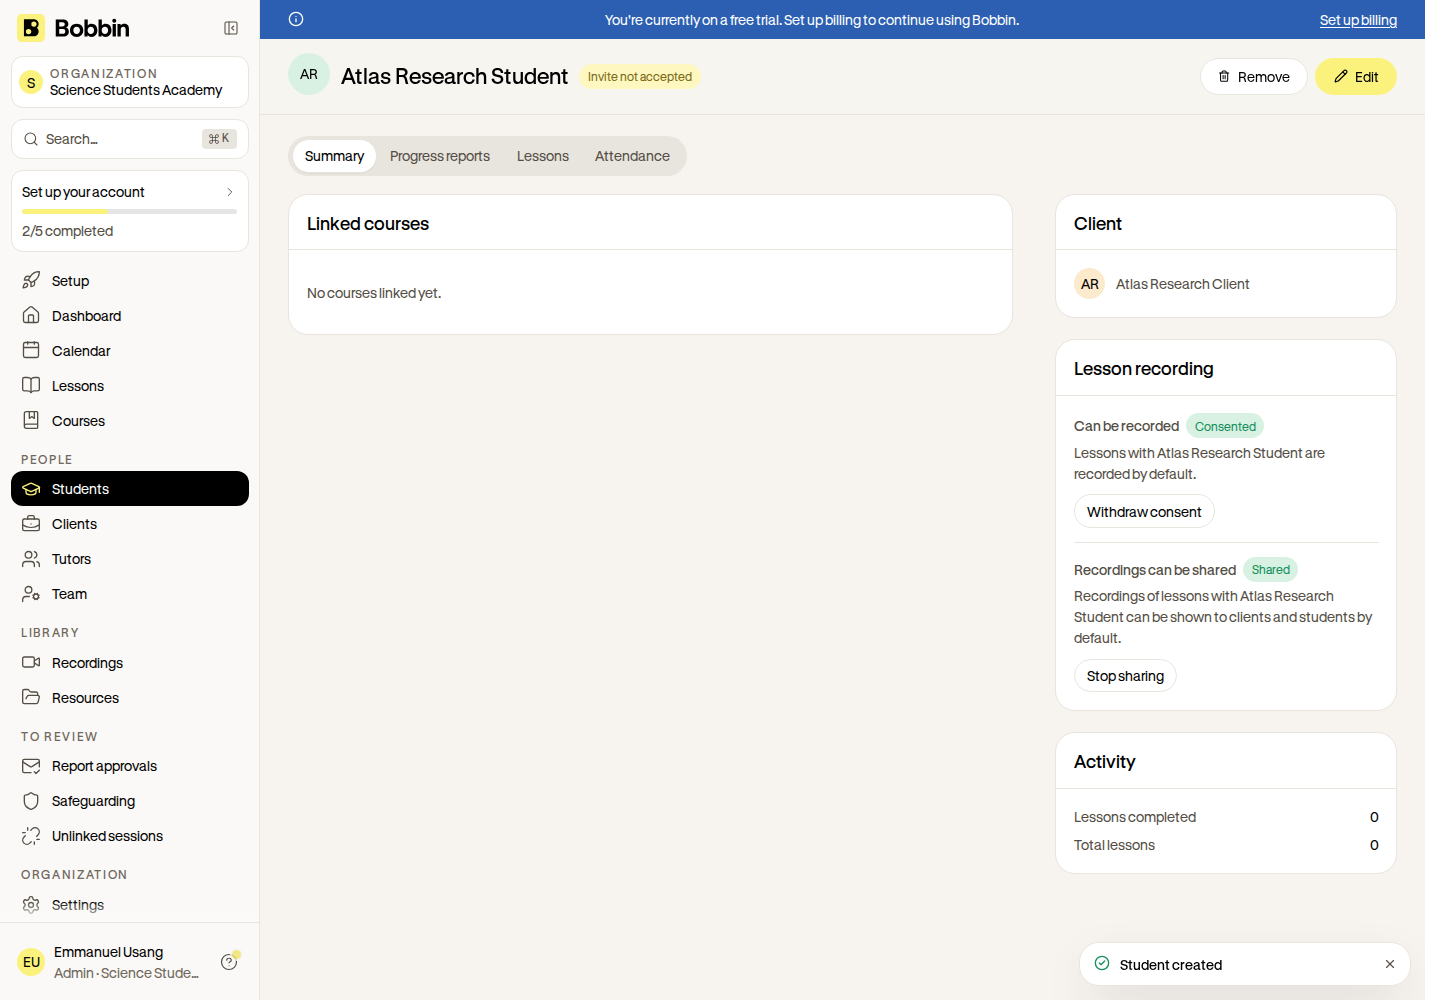 Bobbin
ORGANIZATION
S
Science Students Academy
Search...
⌘ K
Set up your account
2/5 completed
Setup
Dashboard
Calendar
Lessons
Courses
PEOPLE
Students
Clients
Tutors
Team
LIBRARY
Recordings
Resources
TO REVIEW
Report approvals
Safeguarding
Unlinked sessions
ORGANIZATION
Settings
EU
Emmanuel Usang
Admin · Science Stude...
You're currently on a free trial. Set up billing to continue using Bobbin.
Set up billing
AR
Atlas Research Student
Invite not accepted
Remove
Edit
Summary
Progress reports
Lessons
Attendance
Linked courses
No courses linked yet.
Client
AR
Atlas Research Client
Lesson recording
Can be recorded
Consented
Lessons with Atlas Research Student are
recorded by default.
Withdraw consent
Recordings can be shared
Shared
Recordings of lessons with Atlas Research
Student can be shown to clients and students by
default.
Stop sharing
Activity
Lessons completed
0
Total lessons
0
Student created